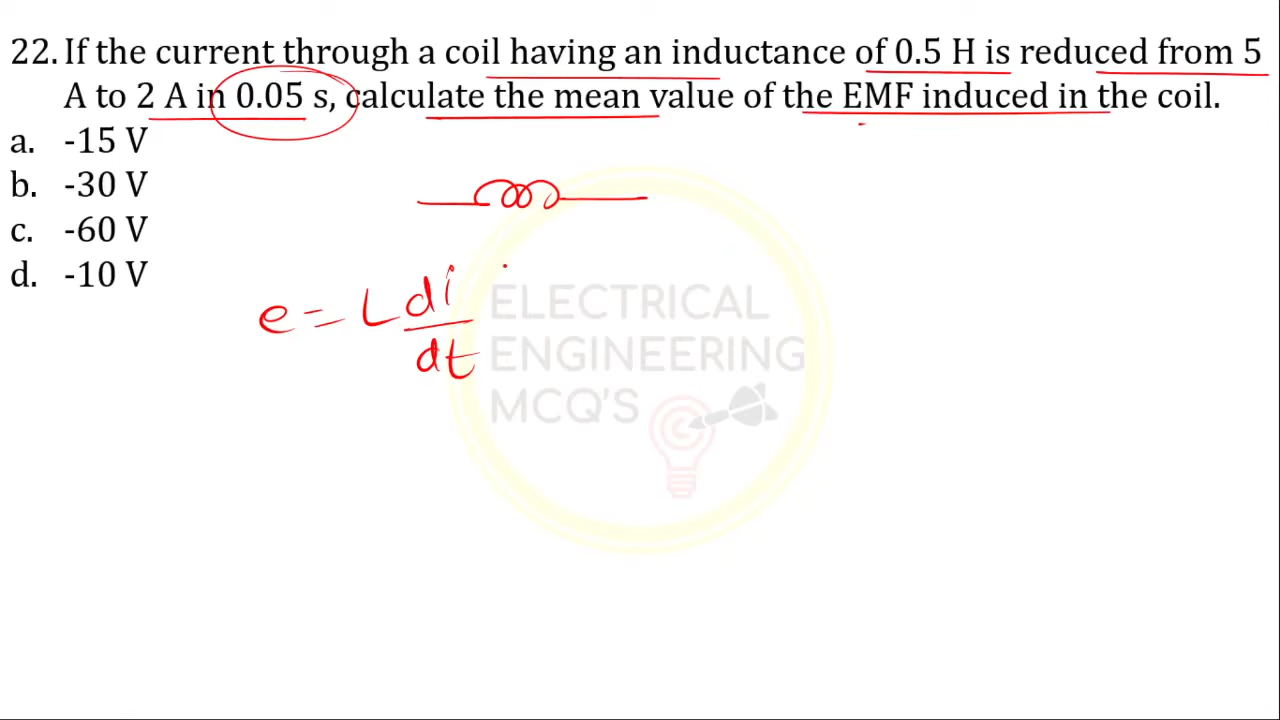 22. If the current through a coil having an inductance of 0.5 H is reduced from 5
A to 2 A in 0.05 s, calculate the mean value of the EMF induced in the coil.
a. -15 V
b. -30 V
c. -60 V
d. -10 V
e = L di/dt
ELECTRICAL
ENGINEERING
MCQ'S